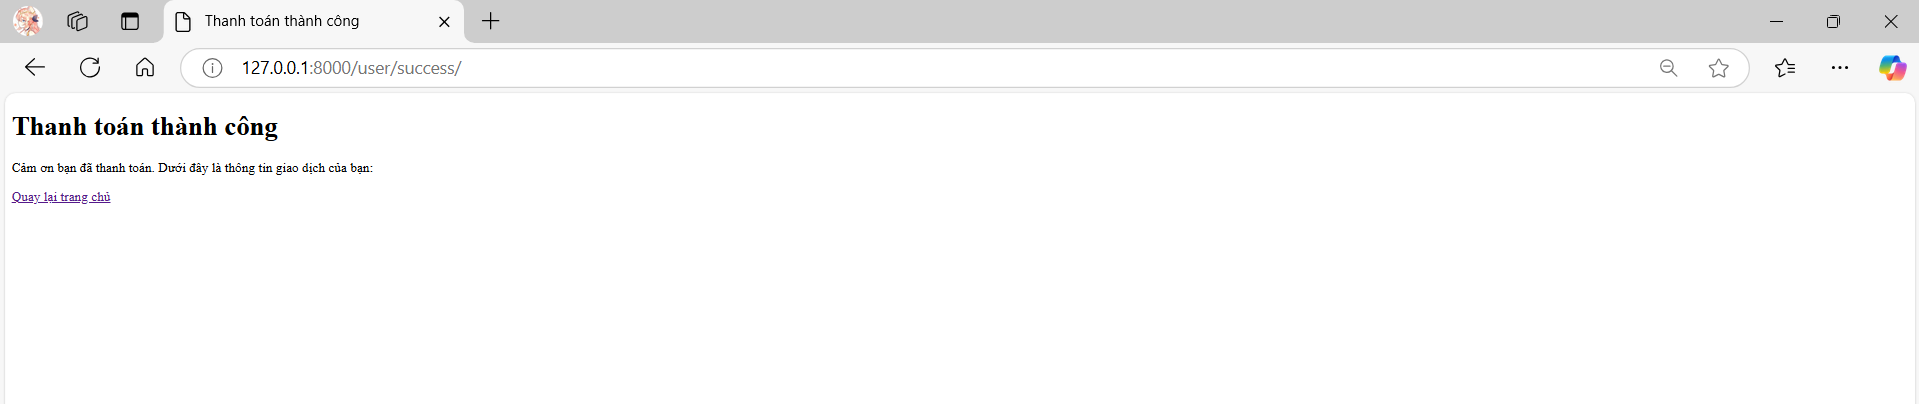 Thanh toán thành công
127.0.0.1:8000/user/success/
Thanh toán thành công
Cảm ơn bạn đã thanh toán. Dưới đây là thông tin giao dịch của bạn:
Quay lại trang chủ